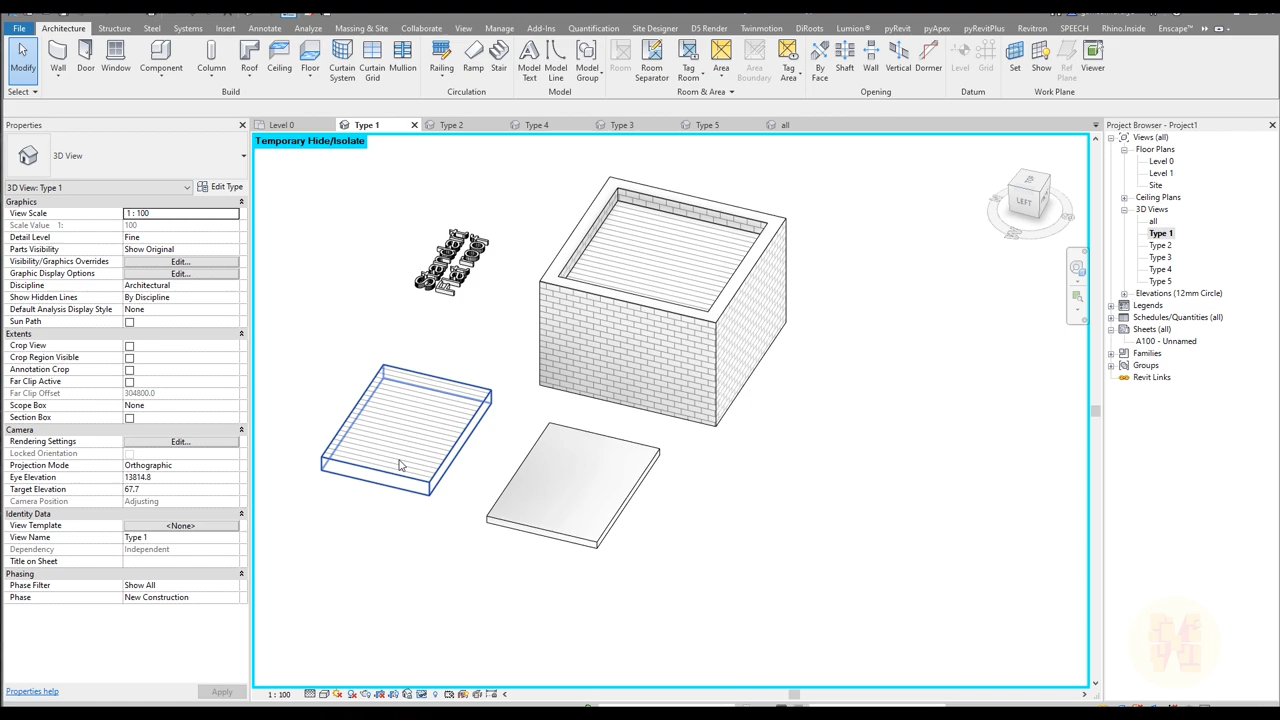 File Architecture Structure Steel Systems Insert Annotate Analyze Massing & Site Collaborate View Manage Add-Ins Quantification Site Designer D5 Render Twinmotion DiRoots Lumion® pyRevit pyApex pyRevitPlus Revitron SPEECH Rhino.Inside Enscape™
Modify Wall Door Window Component Column Roof Ceiling Floor Curtain System Curtain Grid Mullion Railing Ramp Stair Model Text Model Line Model Group Room Room Separator Tag Room Area Area Boundary Tag Area By Face Shaft Wall Vertical Dormer Level Grid Set Show Ref Plane Viewer
Select Build Circulation Model Room & Area Opening Datum Work Plane
Properties
Level 0 Type 1 Type 2 Type 4 Type 3 Type 5 all
Project Browser - Project1
Temporary Hide/Isolate
3D View
3D View: Type 1 Edit Type
Graphics
View Scale 1 : 100
Scale Value 1: 100
Detail Level Fine
Parts Visibility Show Original
Visibility/Graphics Overrides Edit...
Graphic Display Options Edit...
Discipline Architectural
Show Hidden Lines By Discipline
Default Analysis Display Style None
Sun Path
Extents
Crop View
Crop Region Visible
Annotation Crop
Far Clip Active
Far Clip Offset 304800.0
Scope Box None
Section Box
Camera
Rendering Settings Edit...
Locked Orientation
Projection Mode Orthographic
Eye Elevation 13814.8
Target Elevation 67.7
Camera Position Adjusting
Identity Data
View Template <None>
View Name Type 1
Dependency Independent
Title on Sheet
Phasing
Phase Filter Show All
Phase New Construction
Properties help Apply
LEFT
1 : 100
Views (all)
Floor Plans
Level 0
Level 1
Site
Ceiling Plans
3D Views
all
Type 1
Type 2
Type 3
Type 4
Type 5
Elevations (12mm Circle)
Legends
Schedules/Quantities (all)
Sheets (all)
A100 - Unnamed
Families
Groups
Revit Links